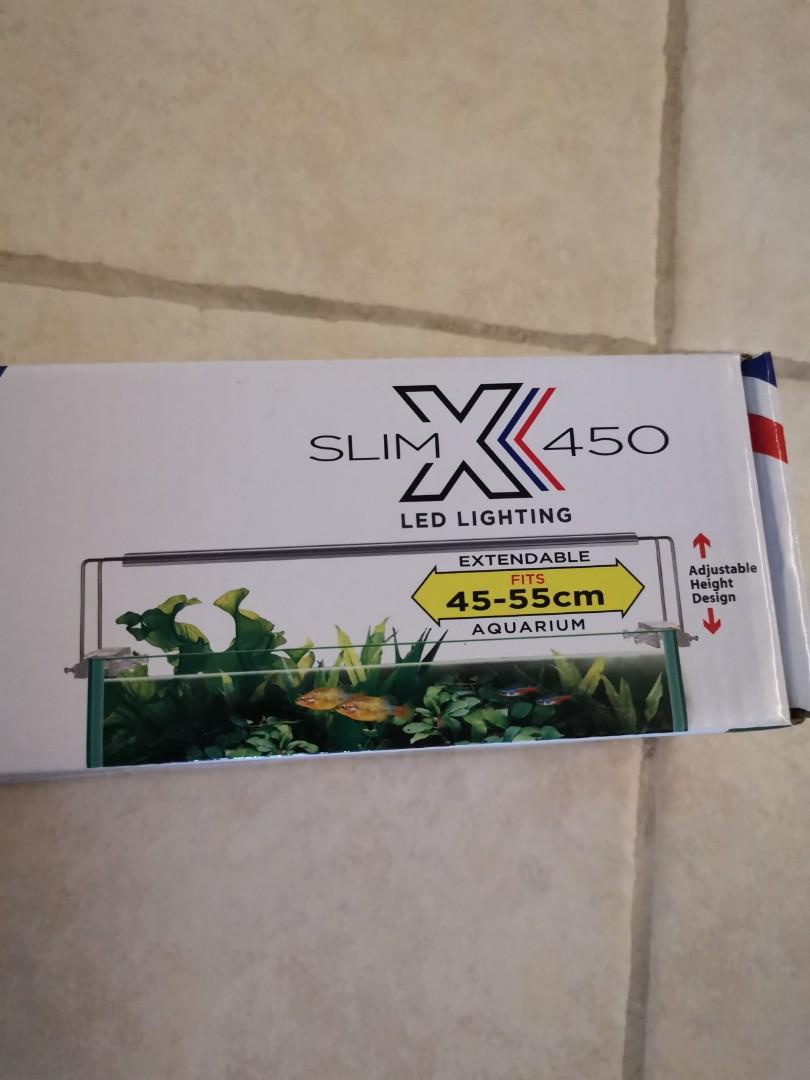 SLIM X 450
LED LIGHTING
EXTENDABLE
FITS
45-55cm
AQUARIUM
Adjustable
Height
Design